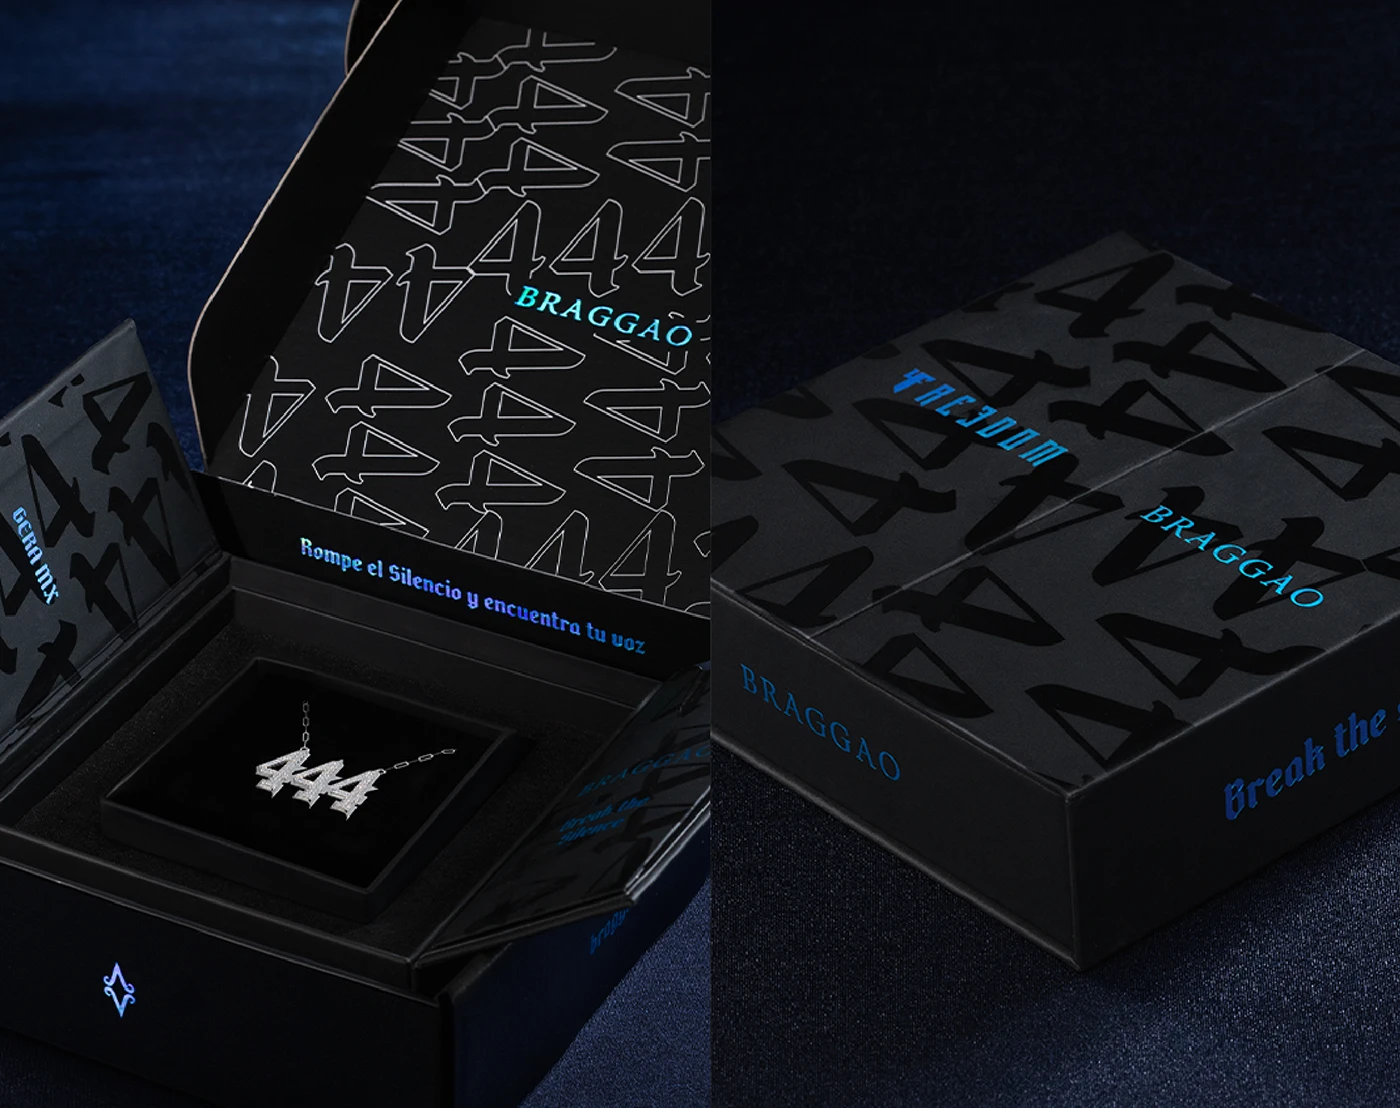 BRAGGAO
GERA MX
Rompe el Silencio y encuentra tu voz
444
BRAGGAO
Break the
Silence
FREEDOM
BRAGGAO
BRAGGAO
Break the